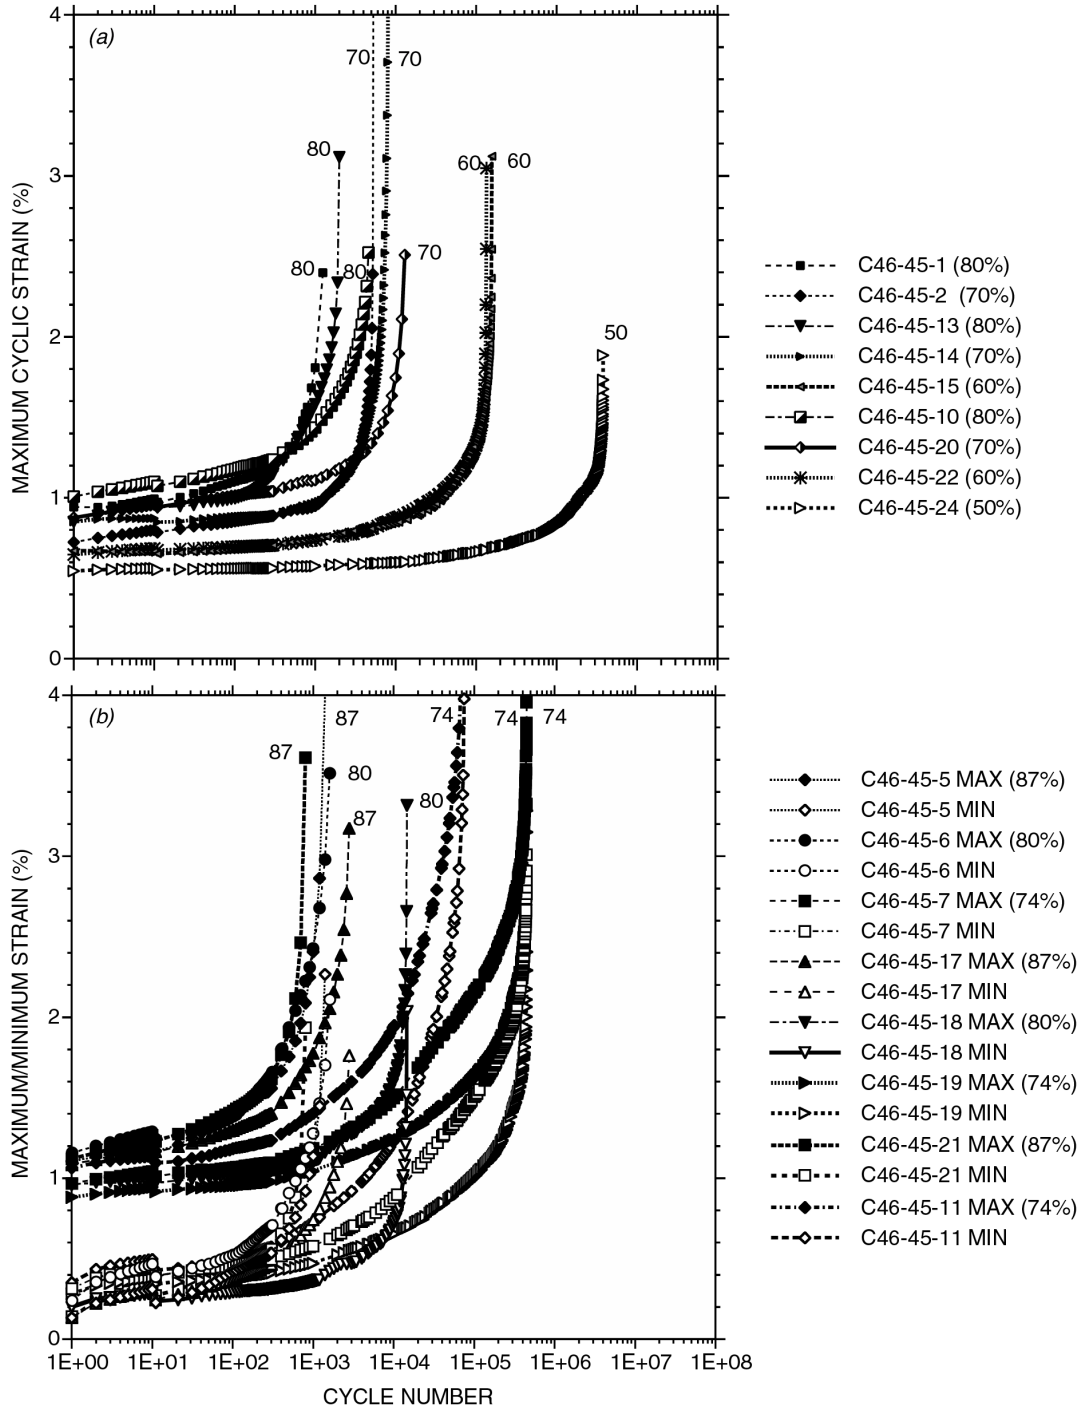 4
(a)
70
70
80
60
60
80
80
70
3
MAXIMUM CYCLIC STRAIN (%)
2
50
1
0
C46-45-1 (80%)
C46-45-2 (70%)
C46-45-13 (80%)
C46-45-14 (70%)
C46-45-15 (60%)
C46-45-10 (80%)
C46-45-20 (70%)
C46-45-22 (60%)
C46-45-24 (50%)
4
(b)
87
74
74
74
87
80
80
87
3
MAXIMUM/MINIMUM STRAIN (%)
2
1
0
1E+00 1E+01 1E+02 1E+03 1E+04 1E+05 1E+06 1E+07 1E+08
CYCLE NUMBER
C46-45-5 MAX (87%)
C46-45-5 MIN
C46-45-6 MAX (80%)
C46-45-6 MIN
C46-45-7 MAX (74%)
C46-45-7 MIN
C46-45-17 MAX (87%)
C46-45-17 MIN
C46-45-18 MAX (80%)
C46-45-18 MIN
C46-45-19 MAX (74%)
C46-45-19 MIN
C46-45-21 MAX (87%)
C46-45-21 MIN
C46-45-11 MAX (74%)
C46-45-11 MIN